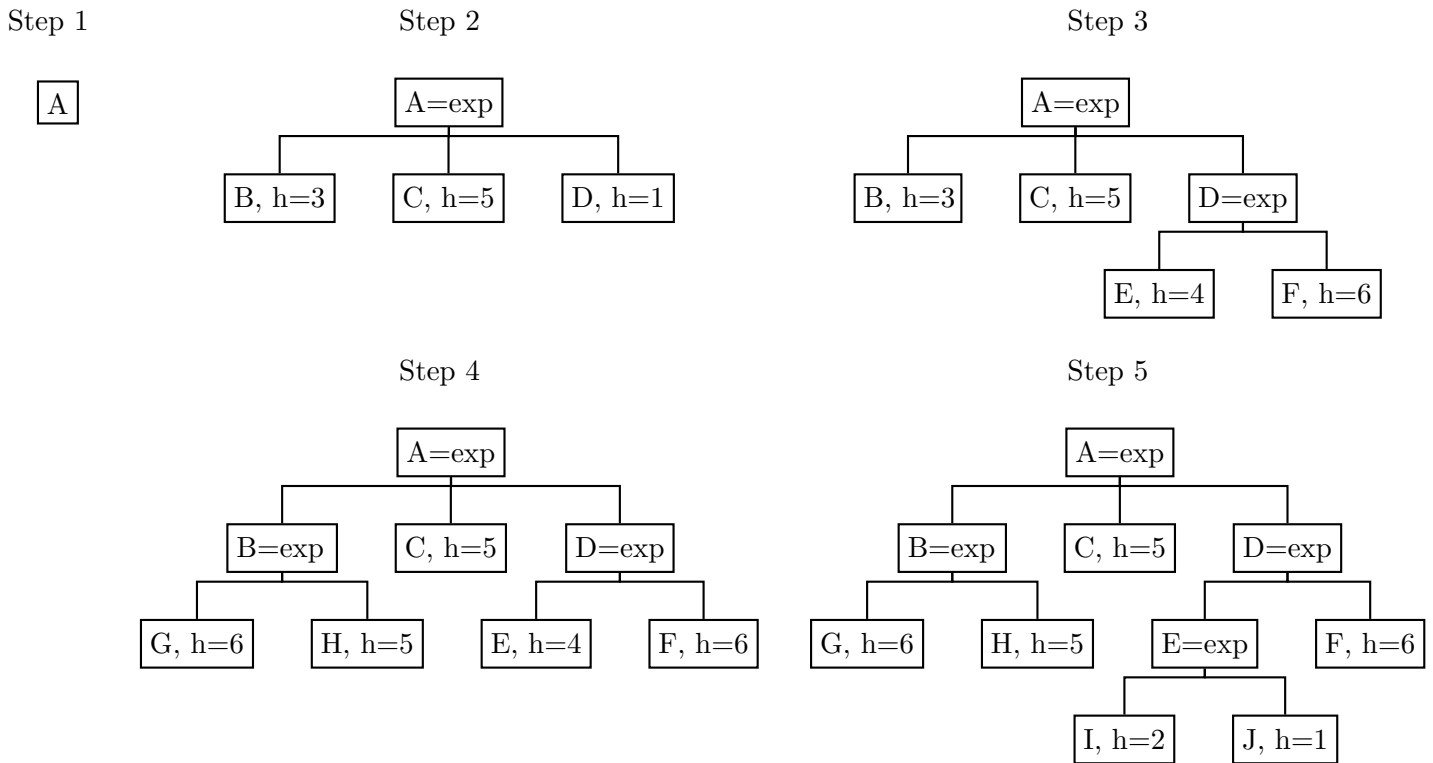 Step 1 Step 2 Step 3
A A=exp A=exp
B, h=3 C, h=5 D, h=1 B, h=3 C, h=5 D=exp
E, h=4 F, h=6
Step 4 Step 5
A=exp A=exp
B=exp C, h=5 D=exp B=exp C, h=5 D=exp
G, h=6 H, h=5 E, h=4 F, h=6 G, h=6 H, h=5 E=exp F, h=6
I, h=2 J, h=1